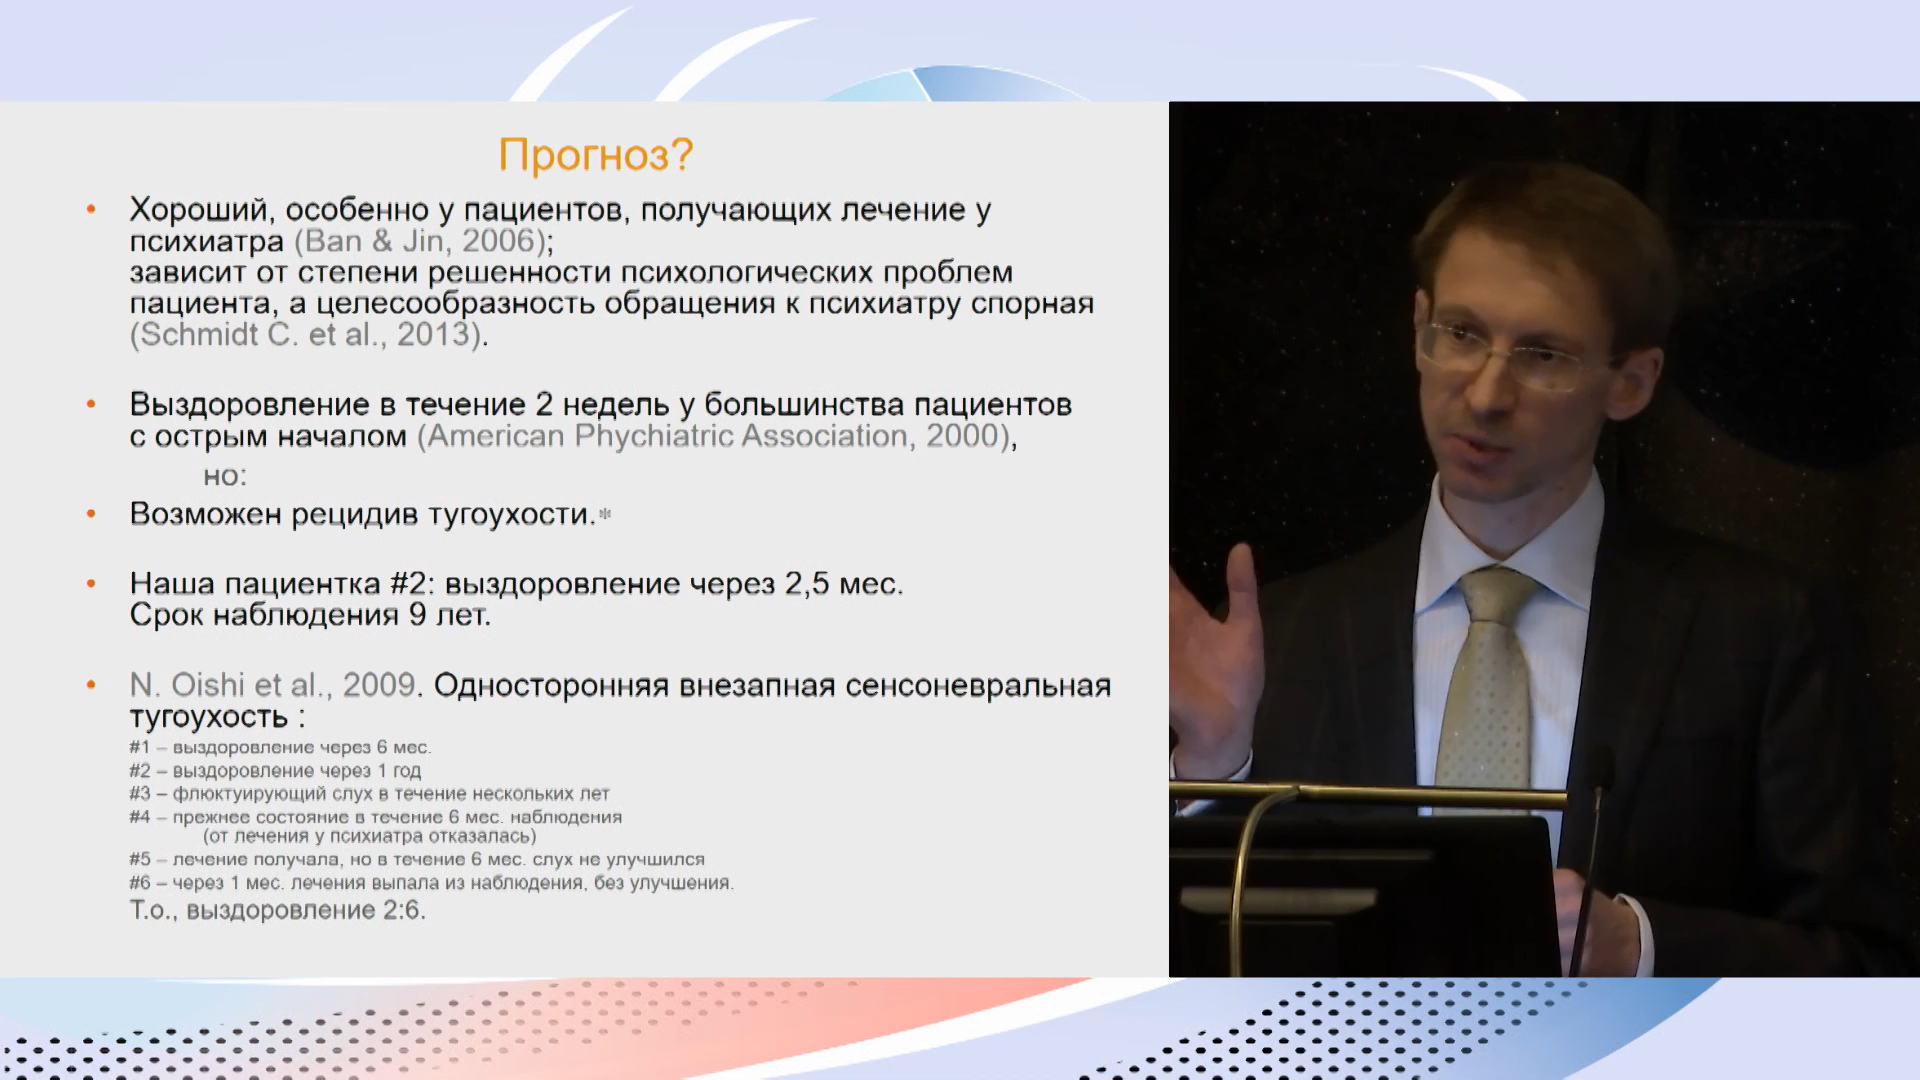 Прогноз?
• Хороший, особенно у пациентов, получающих лечение у
психиатра (Ban & Jin, 2006);
зависит от степени решенности психологических проблем
пациента, а целесообразность обращения к психиатру спорная
(Schmidt C. et al., 2013).
• Выздоровление в течение 2 недель у большинства пациентов
с острым началом (American Phychiatric Association, 2000),
но:
• Возможен рецидив тугоухости.*
• Наша пациентка #2: выздоровление через 2,5 мес.
Срок наблюдения 9 лет.
• N. Oishi et al., 2009. Односторонняя внезапная сенсоневральная
тугоухость :
#1 – выздоровление через 6 мес.
#2 – выздоровление через 1 год
#3 – флюктуирующий слух в течение нескольких лет
#4 – прежнее состояние в течение 6 мес. наблюдения
(от лечения у психиатра отказалась)
#5 – лечение получала, но в течение 6 мес. слух не улучшился
#6 – через 1 мес. лечения выпала из наблюдения, без улучшения.
Т.о., выздоровление 2:6.